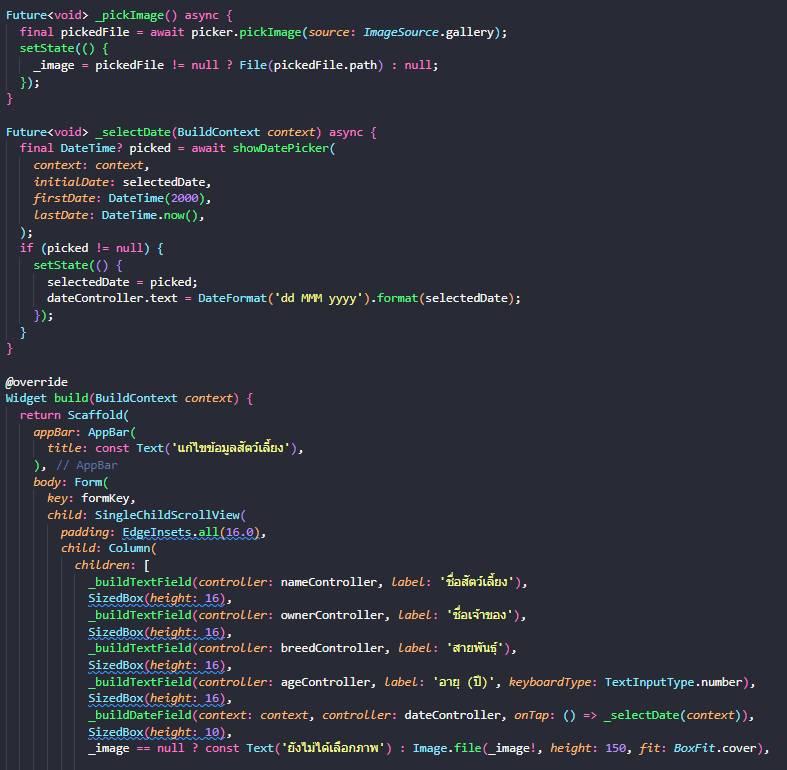 Future<void> _pickImage() async {
final pickedFile = await picker.pickImage(source: ImageSource.gallery);
setState(() {
_image = pickedFile != null ? File(pickedFile.path) : null;
});
}
Future<void> _selectDate(BuildContext context) async {
final DateTime? picked = await showDatePicker(
context: context,
initialDate: selectedDate,
firstDate: DateTime(2000),
lastDate: DateTime.now(),
);
if (picked != null) {
setState(() {
selectedDate = picked;
dateController.text = DateFormat('dd MMM yyyy').format(selectedDate);
});
}
}
@override
Widget build(BuildContext context) {
return Scaffold(
appBar: AppBar(
title: const Text('แก้ไขข้อมูลสัตว์เลี้ยง'),
), // AppBar
body: Form(
key: formKey,
child: SingleChildScrollView(
padding: EdgeInsets.all(16.0),
child: Column(
children: [
_buildTextField(controller: nameController, label: 'ชื่อสัตว์เลี้ยง'),
SizedBox(height: 16),
_buildTextField(controller: ownerController, label: 'ชื่อเจ้าของ'),
SizedBox(height: 16),
_buildTextField(controller: breedController, label: 'สายพันธุ์'),
SizedBox(height: 16),
_buildTextField(controller: ageController, label: 'อายุ (ปี)', keyboardType: TextInputType.number),
SizedBox(height: 16),
_buildDateField(context: context, controller: dateController, onTap: () => _selectDate(context)),
SizedBox(height: 10),
_image == null ? const Text('ยังไม่ได้เลือกภาพ') : Image.file(_image!, height: 150, fit: BoxFit.cover),